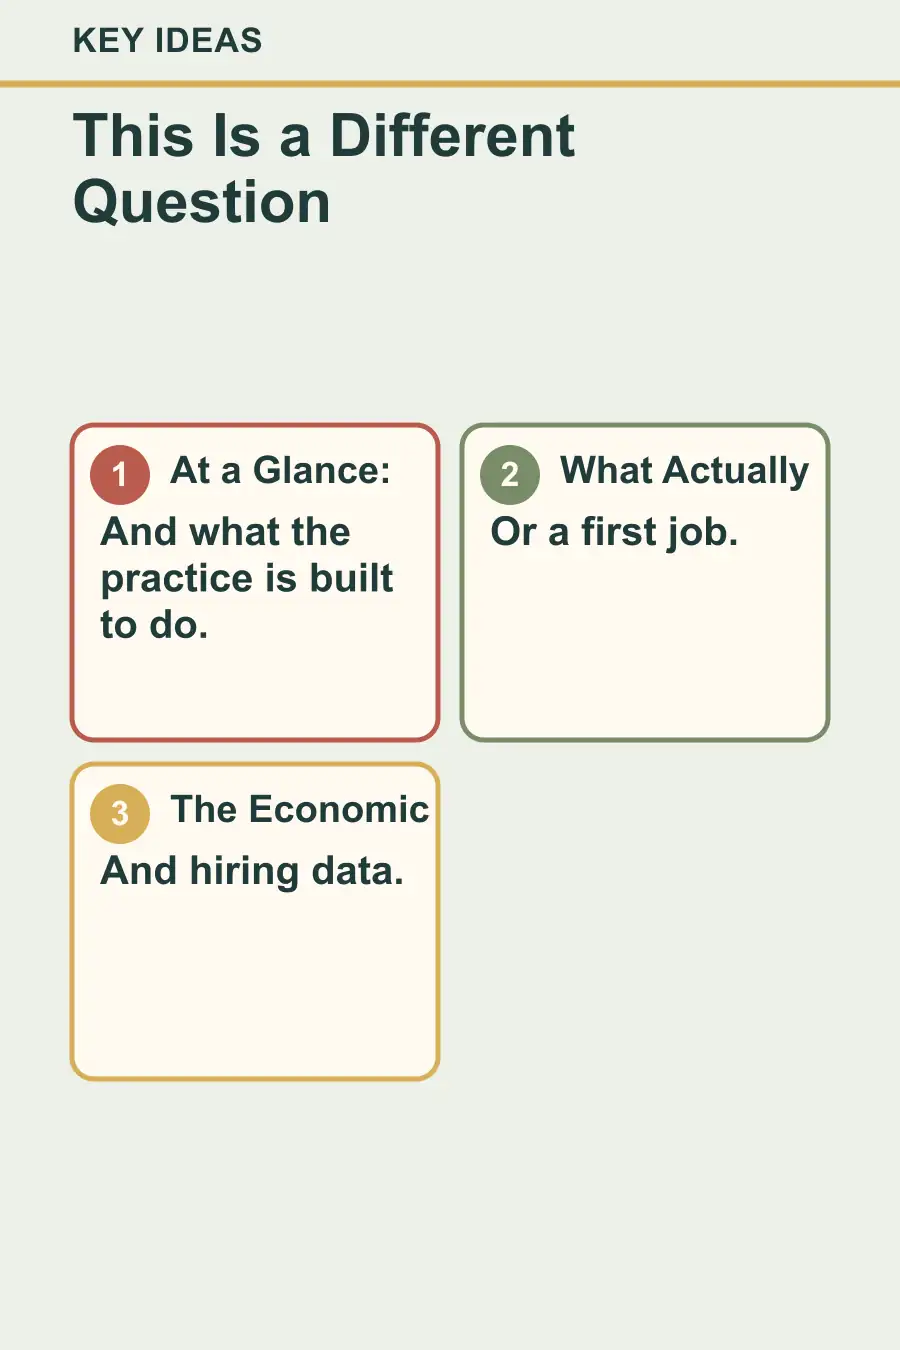 KEY IDEAS
This Is a Different
Question
1
At a Glance:
And what the
practice is built
to do.
2
What Actually
Or a first job.
3
The Economic
And hiring data.